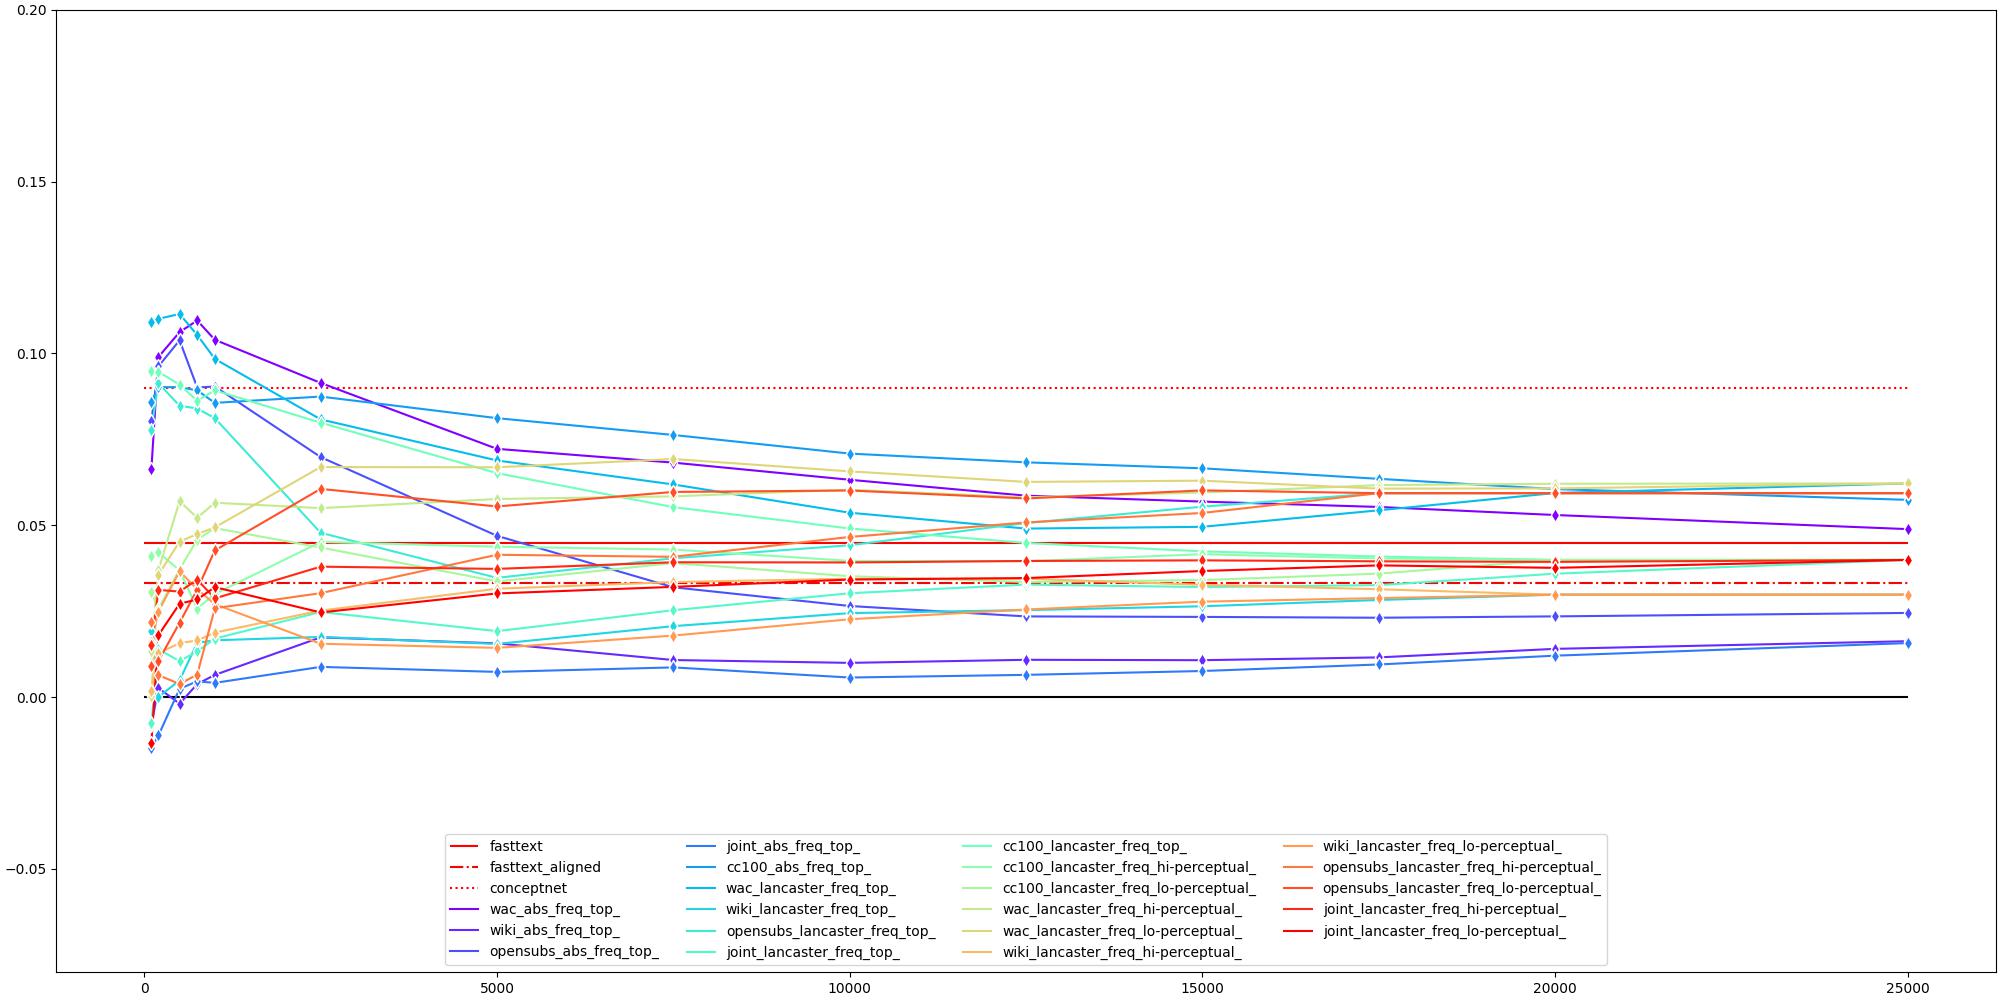 0.20
0.15
0.10
0.05
0.00
−0.05
fasttext
fasttext_aligned
conceptnet
wac_abs_freq_top_
wiki_abs_freq_top_
opensubs_abs_freq_top_
joint_abs_freq_top_
cc100_abs_freq_top_
wac_lancaster_freq_top_
wiki_lancaster_freq_top_
opensubs_lancaster_freq_top_
joint_lancaster_freq_top_
cc100_lancaster_freq_top_
cc100_lancaster_freq_hi-perceptual_
cc100_lancaster_freq_lo-perceptual_
wac_lancaster_freq_hi-perceptual_
wac_lancaster_freq_lo-perceptual_
wiki_lancaster_freq_hi-perceptual_
wiki_lancaster_freq_lo-perceptual_
opensubs_lancaster_freq_hi-perceptual_
opensubs_lancaster_freq_lo-perceptual_
joint_lancaster_freq_hi-perceptual_
joint_lancaster_freq_lo-perceptual_
0 5000 10000 15000 20000 25000